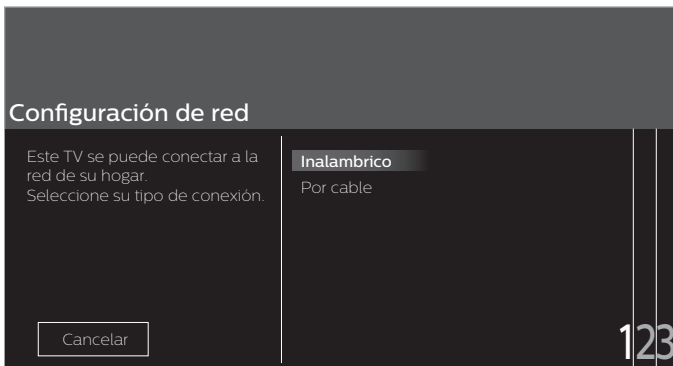 Configuración de red
Este TV se puede conectar a la
red de su hogar.
Seleccione su tipo de conexión.
Inalambrico
Por cable
Cancelar
123